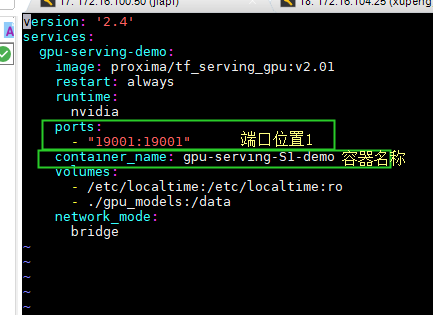 17. 172.16.100.50 (jiapl)
18. 172.16.104.25 (xupeng
A
version: '2.4'
services:
gpu-serving-demo:
image: proxima/tf_serving_gpu:v2.01
restart: always
runtime:
nvidia
ports:
- "19001:19001" 端口位置1
container_name: gpu-serving-S1-demo 容器名称
volumes:
- /etc/localtime:/etc/localtime:ro
- ./gpu_models:/data
network_mode:
bridge
~
~
~
~
~